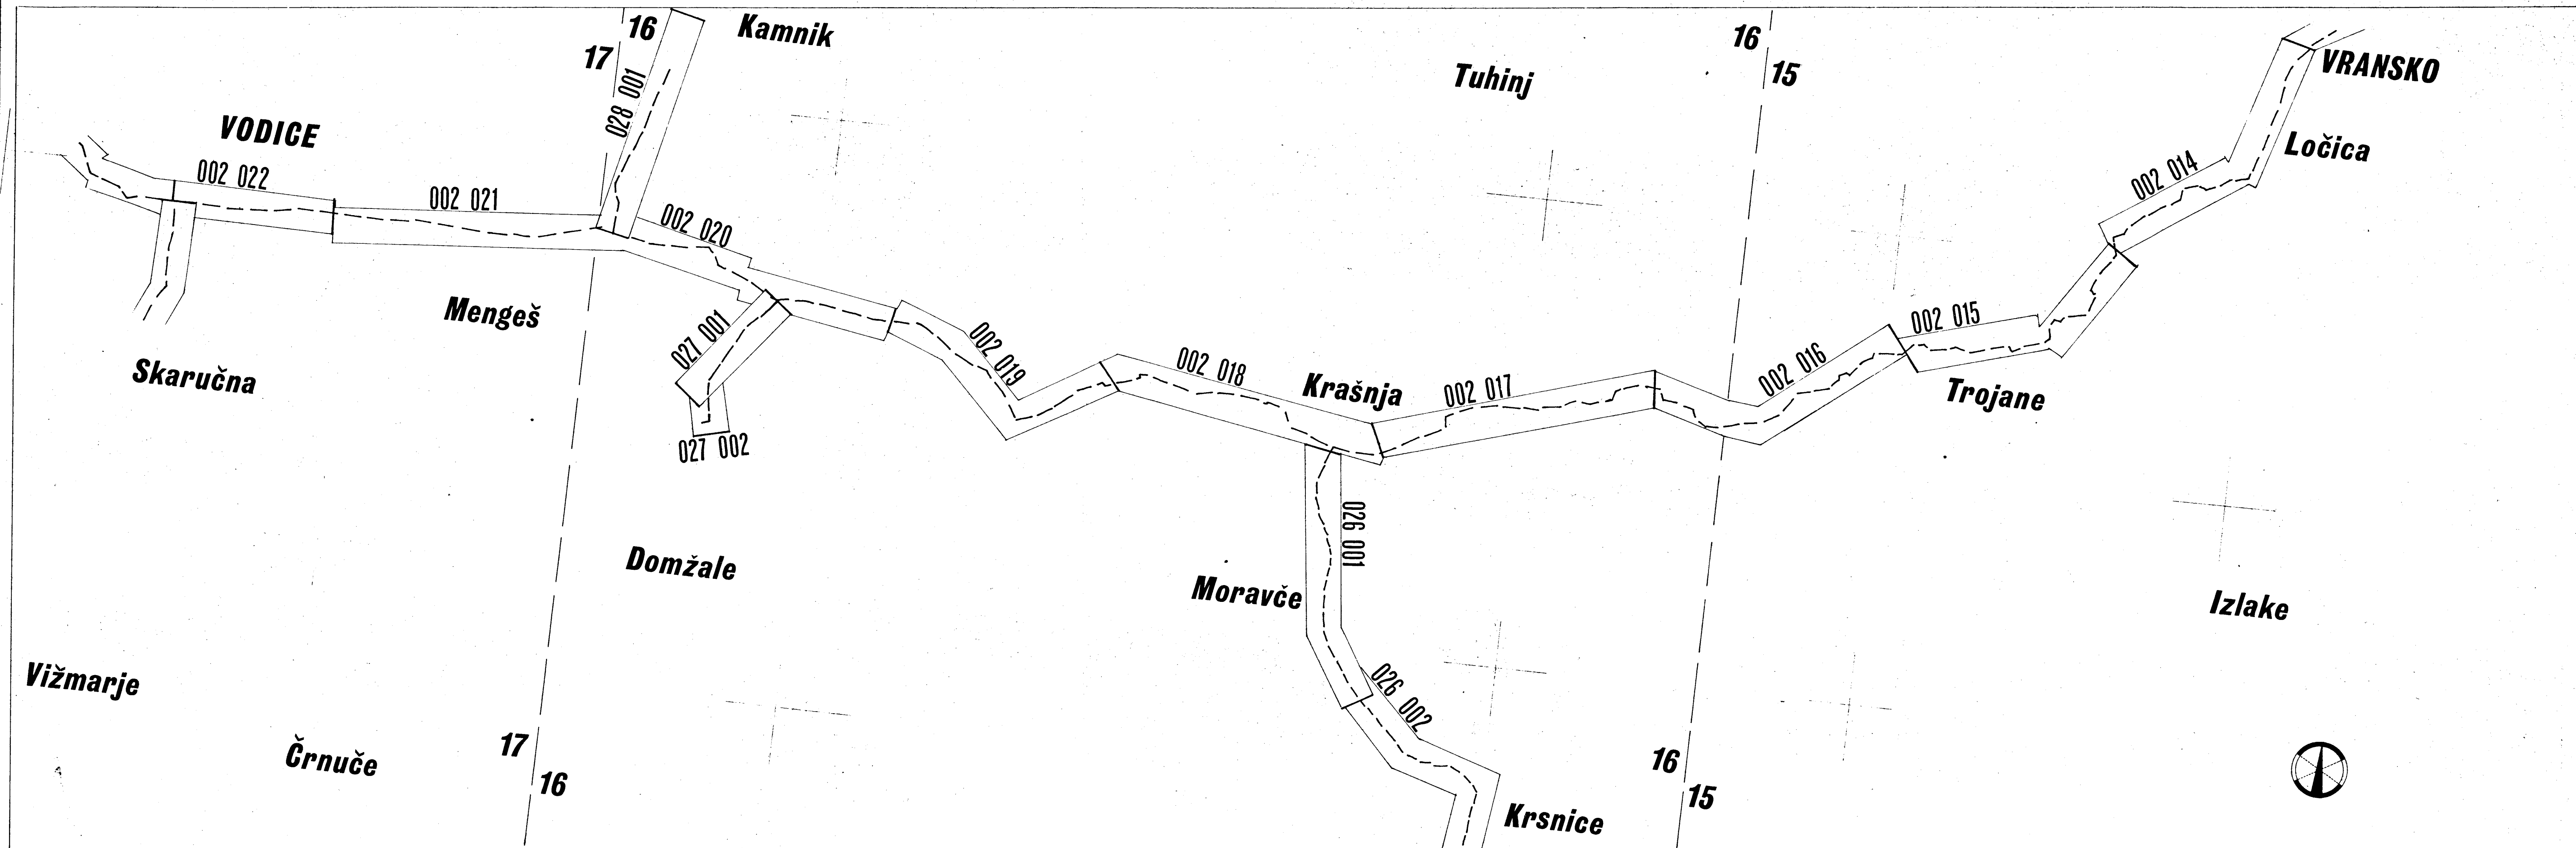 16
17
Kamnik
028 001
Tuhinj
16
15
VRANSKO
VODICE
Ločica
002 022
002 021
002 020
002 014
Mengeš
Skaručna
027 001
002 019
002 018
Krašnja
002 017
002 016
002 015
Trojane
027 002
026 001
Domžale
Moravče
Izlake
Vižmarje
026 002
Črnuče
17
16
Krsnice
16
15